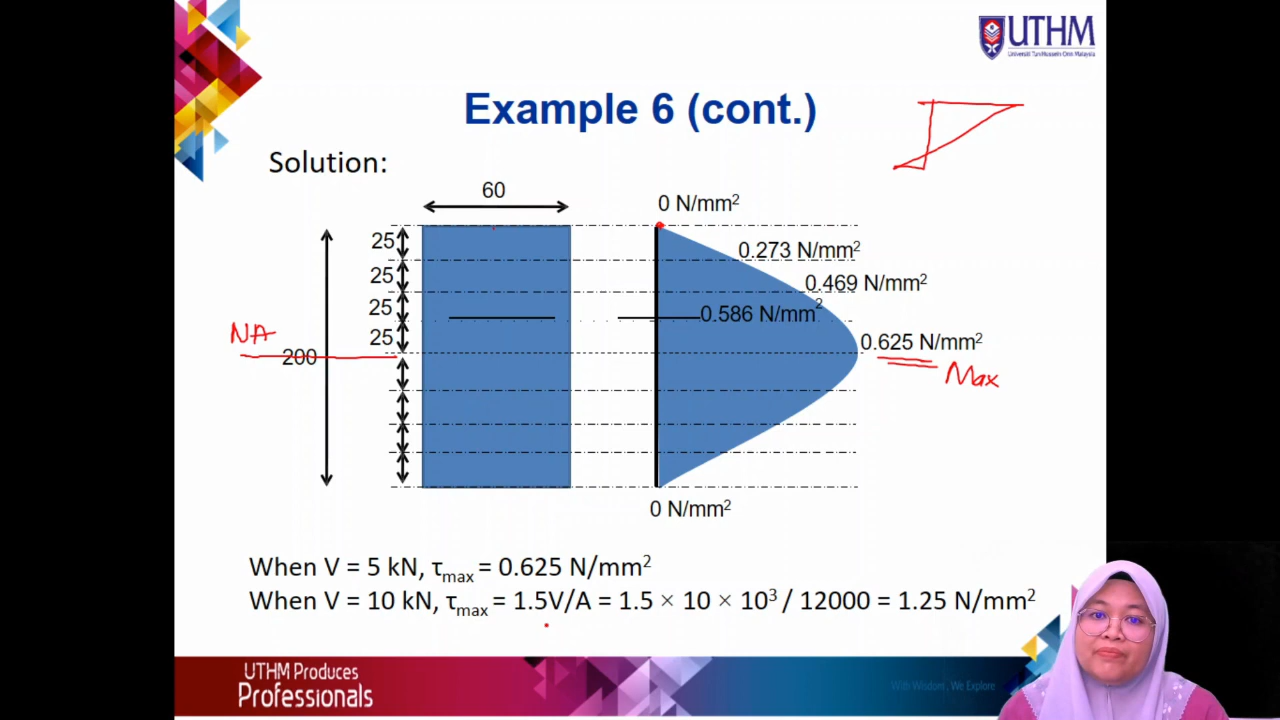 UTHM
Universiti Tun Hussein Onn Malaysia
Example 6 (cont.)
Solution:
60
0 N/mm²
25
0.273 N/mm²
25
0.469 N/mm²
25
0.586 N/mm²
NA
25
200
0.625 N/mm²
Max
0 N/mm²
When V = 5 kN, τmax = 0.625 N/mm²
When V = 10 kN, τmax = 1.5V/A = 1.5 × 10 × 10³ / 12000 = 1.25 N/mm²
UTHM Produces
Professionals
With Wisdom, We Explore